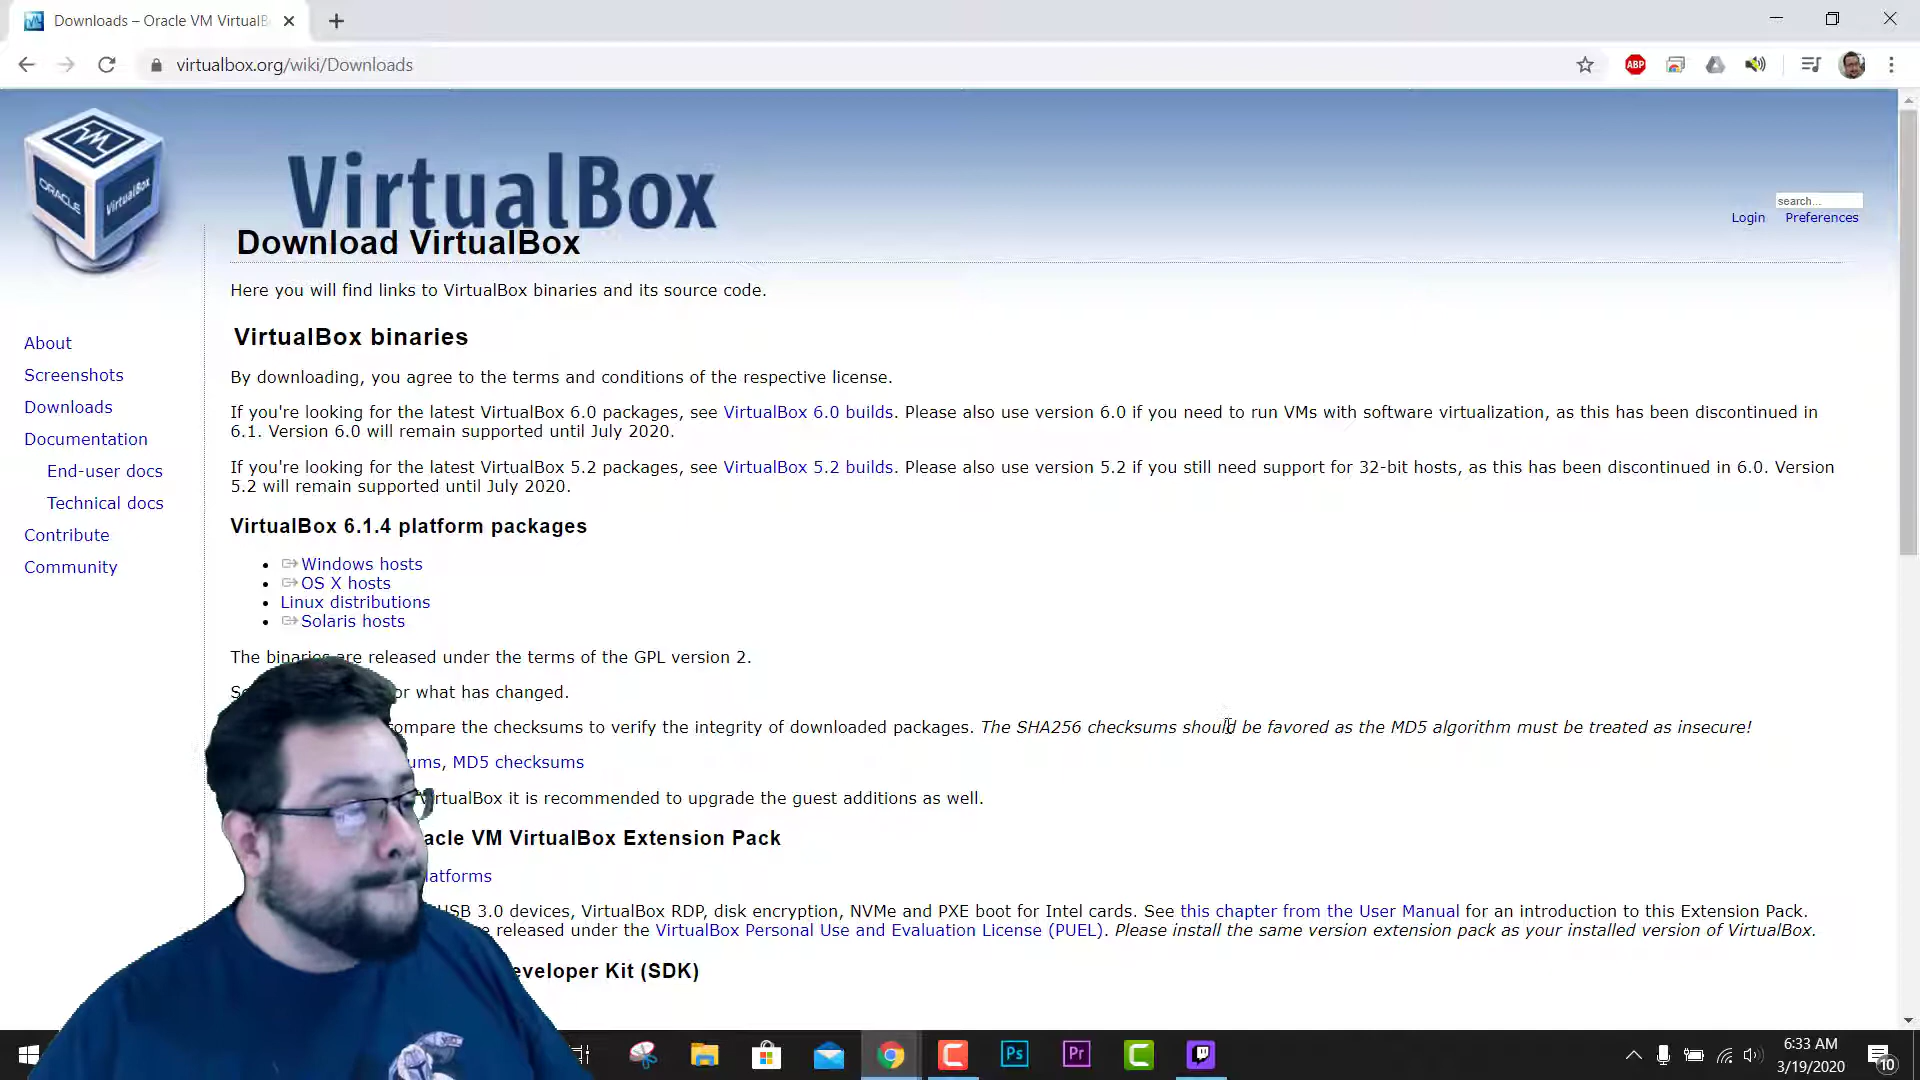 Downloads – Oracle VM VirtualB
virtualbox.org/wiki/Downloads
ABP
ORACLE
VirtualBox
VirtualBox
search...
Login Preferences
Download VirtualBox
Here you will find links to VirtualBox binaries and its source code.
About
Screenshots
Downloads
Documentation
End-user docs
Technical docs
Contribute
Community
VirtualBox binaries
By downloading, you agree to the terms and conditions of the respective license.
If you're looking for the latest VirtualBox 6.0 packages, see VirtualBox 6.0 builds. Please also use version 6.0 if you need to run VMs with software virtualization, as this has been discontinued in
6.1. Version 6.0 will remain supported until July 2020.
If you're looking for the latest VirtualBox 5.2 packages, see VirtualBox 5.2 builds. Please also use version 5.2 if you still need support for 32-bit hosts, as this has been discontinued in 6.0. Version
5.2 will remain supported until July 2020.
VirtualBox 6.1.4 platform packages
Windows hosts
OS X hosts
Linux distributions
Solaris hosts
The binaries are released under the terms of the GPL version 2.
or what has changed.
ompare the checksums to verify the integrity of downloaded packages. The SHA256 checksums should be favored as the MD5 algorithm must be treated as insecure!
ums, MD5 checksums
VirtualBox it is recommended to upgrade the guest additions as well.
acle VM VirtualBox Extension Pack
latforms
USB 3.0 devices, VirtualBox RDP, disk encryption, NVMe and PXE boot for Intel cards. See this chapter from the User Manual for an introduction to this Extension Pack.
e released under the VirtualBox Personal Use and Evaluation License (PUEL). Please install the same version extension pack as your installed version of VirtualBox.
eveloper Kit (SDK)
Ps
Pr
6:33 AM
3/19/2020
10